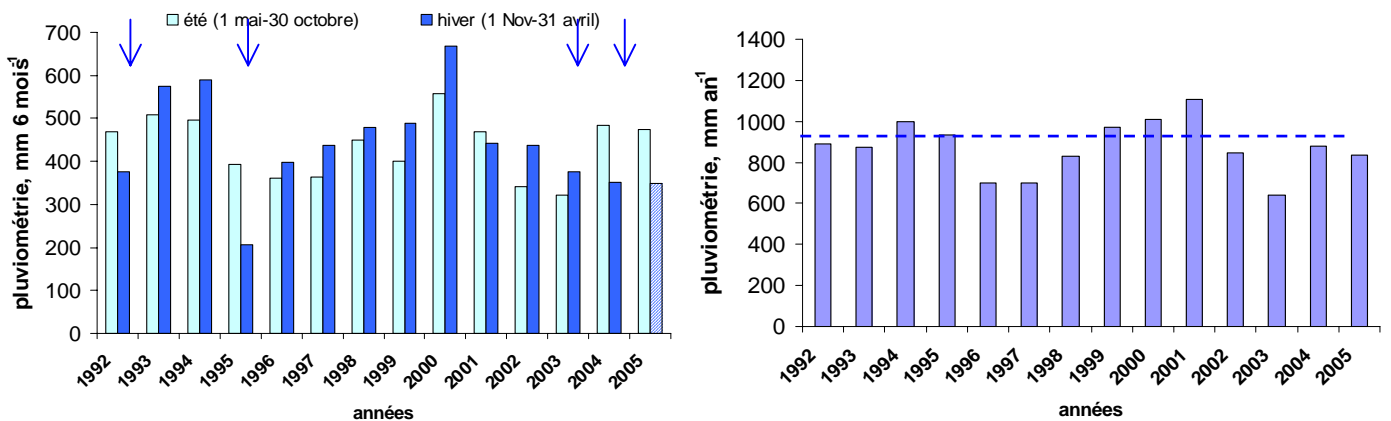 été (1 mai-30 octobre) hiver (1 Nov-31 avril)
pluviométrie, mm 6 mois-1
700
600
500
400
300
200
100
0
1992 1993 1994 1995 1996 1997 1998 1999 2000 2001 2002 2003 2004 2005
années
pluviométrie, mm an-1
1400
1200
1000
800
600
400
200
0
1992 1993 1994 1995 1996 1997 1998 1999 2000 2001 2002 2003 2004 2005
années